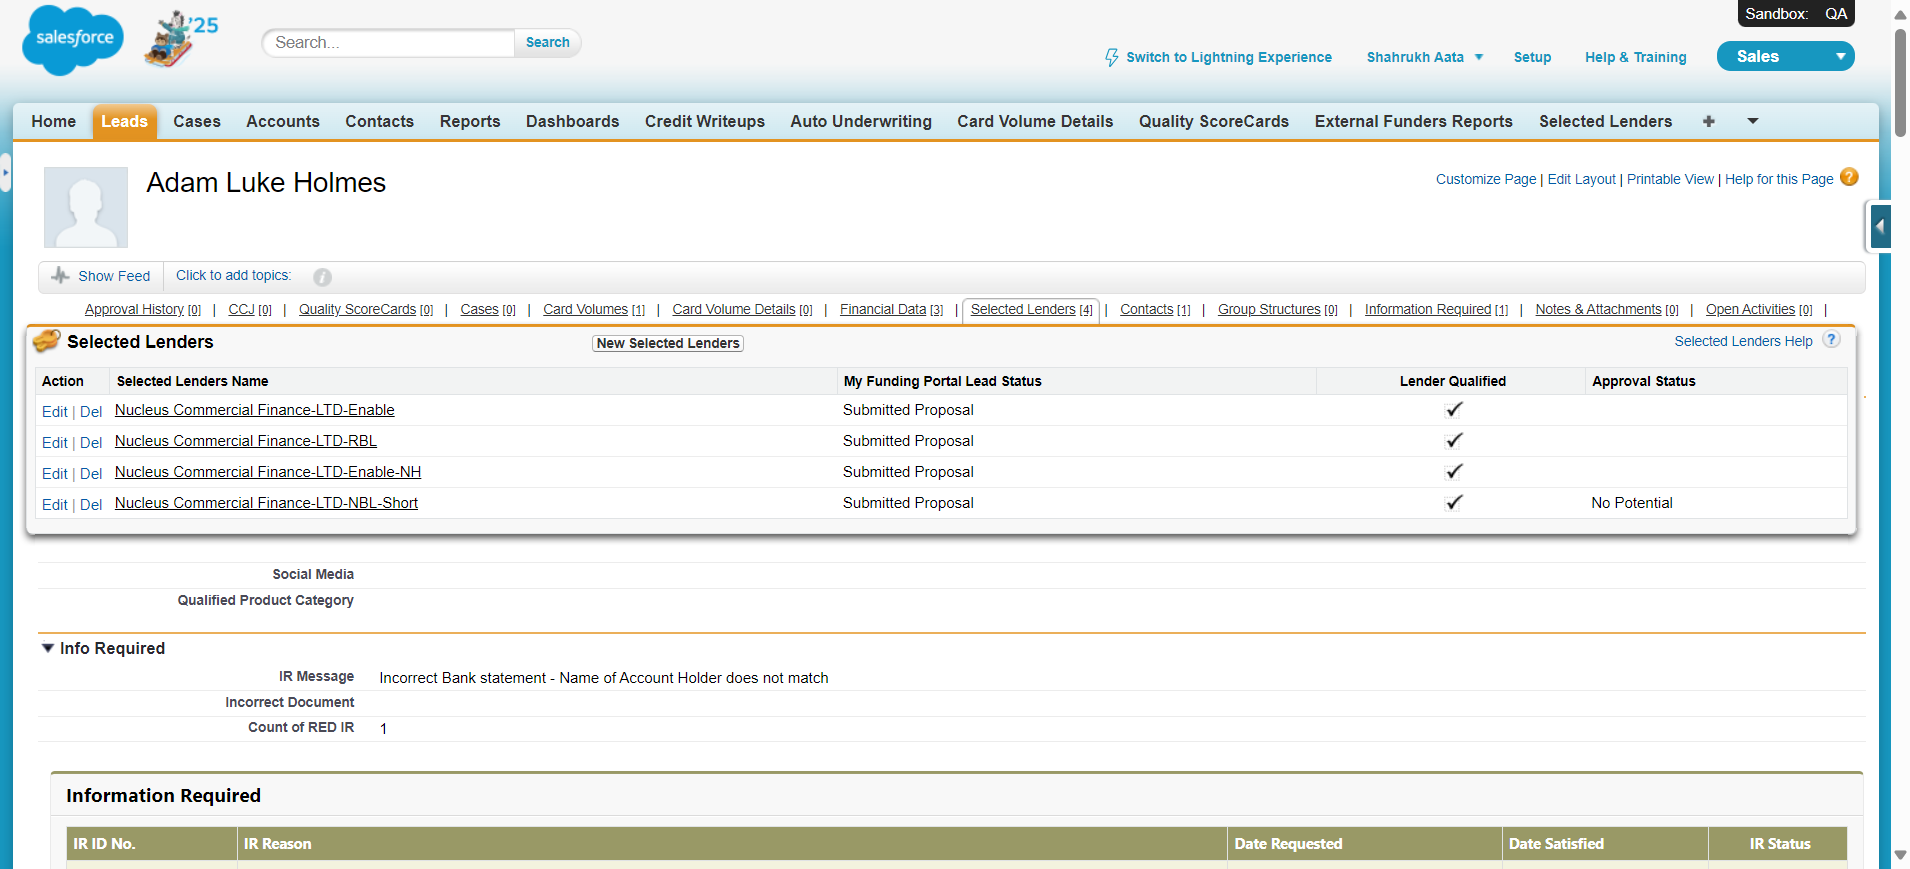 Sandbox: QA
salesforce
'25
Search...
Search
Switch to Lightning Experience
Shahrukh Aata
Setup
Help & Training
Sales
Home
Leads
Cases
Accounts
Contacts
Reports
Dashboards
Credit Writeups
Auto Underwriting
Card Volume Details
Quality ScoreCards
External Funders Reports
Selected Lenders
+
Adam Luke Holmes
Customize Page | Edit Layout | Printable View | Help for this Page ?
Show Feed
Click to add topics:
i
Approval History [0] | CCJ [0] | Quality ScoreCards [0] | Cases [0] | Card Volumes [1] | Card Volume Details [0] | Financial Data [3] | Selected Lenders [4] | Contacts [1] | Group Structures [0] | Information Required [1] | Notes & Attachments [0] | Open Activities [0] |
Selected Lenders
New Selected Lenders
Selected Lenders Help ?
Action Selected Lenders Name My Funding Portal Lead Status Lender Qualified Approval Status
Edit | Del Nucleus Commercial Finance-LTD-Enable Submitted Proposal
Edit | Del Nucleus Commercial Finance-LTD-RBL Submitted Proposal
Edit | Del Nucleus Commercial Finance-LTD-Enable-NH Submitted Proposal
Edit | Del Nucleus Commercial Finance-LTD-NBL-Short Submitted Proposal No Potential
Social Media
Qualified Product Category
Info Required
IR Message Incorrect Bank statement - Name of Account Holder does not match
Incorrect Document
Count of RED IR 1
Information Required
IR ID No. IR Reason Date Requested Date Satisfied IR Status